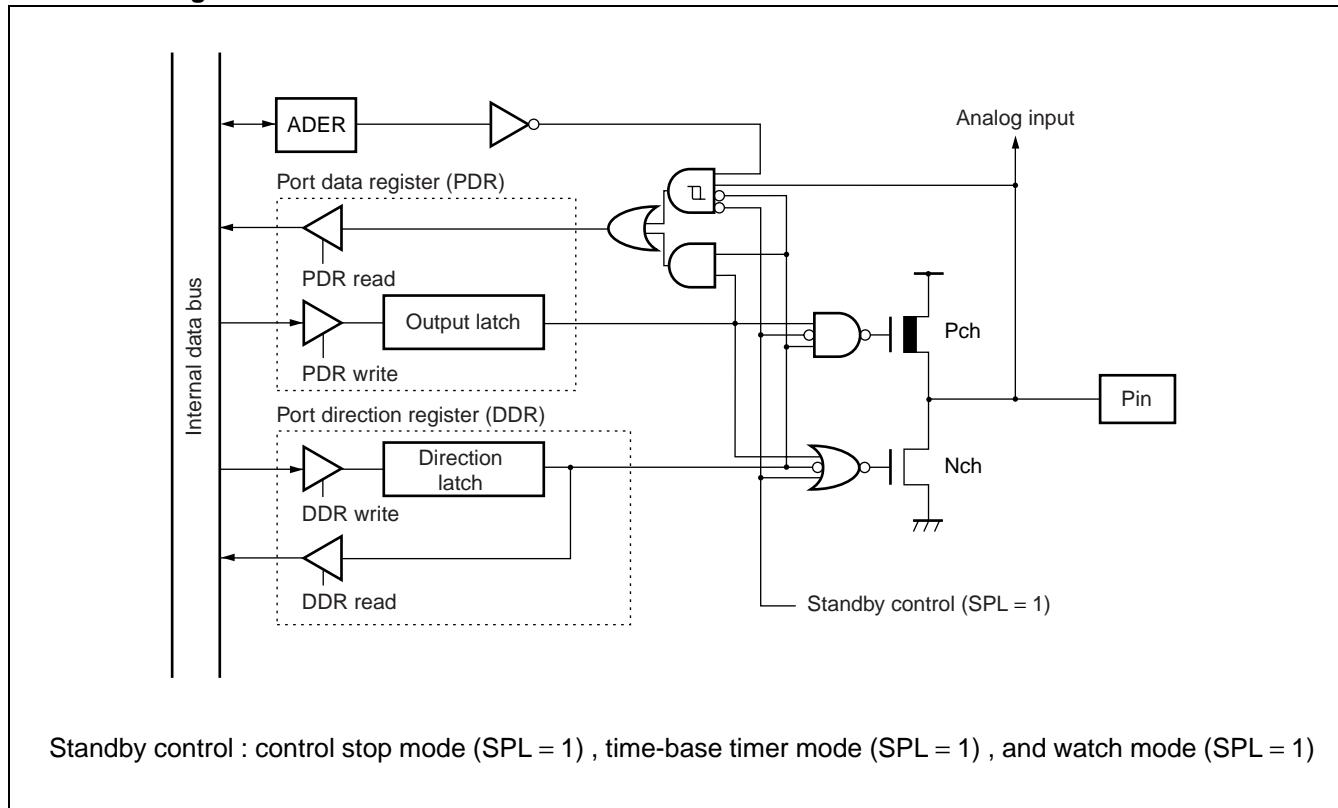 ADER
Analog input
Port data register (PDR)
PDR read
Output latch
PDR write
Internal data bus
Pch
Pin
Port direction register (DDR)
Direction
latch
Nch
DDR write
DDR read
Standby control (SPL = 1)
Standby control : control stop mode (SPL = 1) , time-base timer mode (SPL = 1) , and watch mode (SPL = 1)